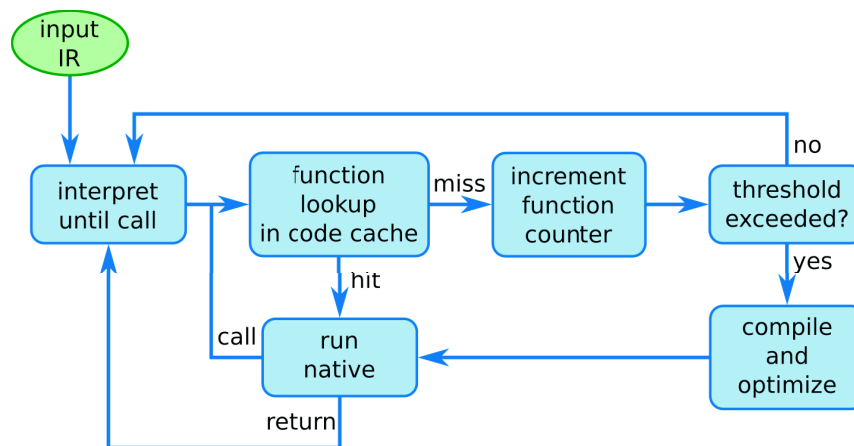 input
IR
no
interpret
until call
function
lookup
in code cache
miss
increment
function
counter
threshold
exceeded?
hit
yes
call
run
native
compile
and
optimize
return